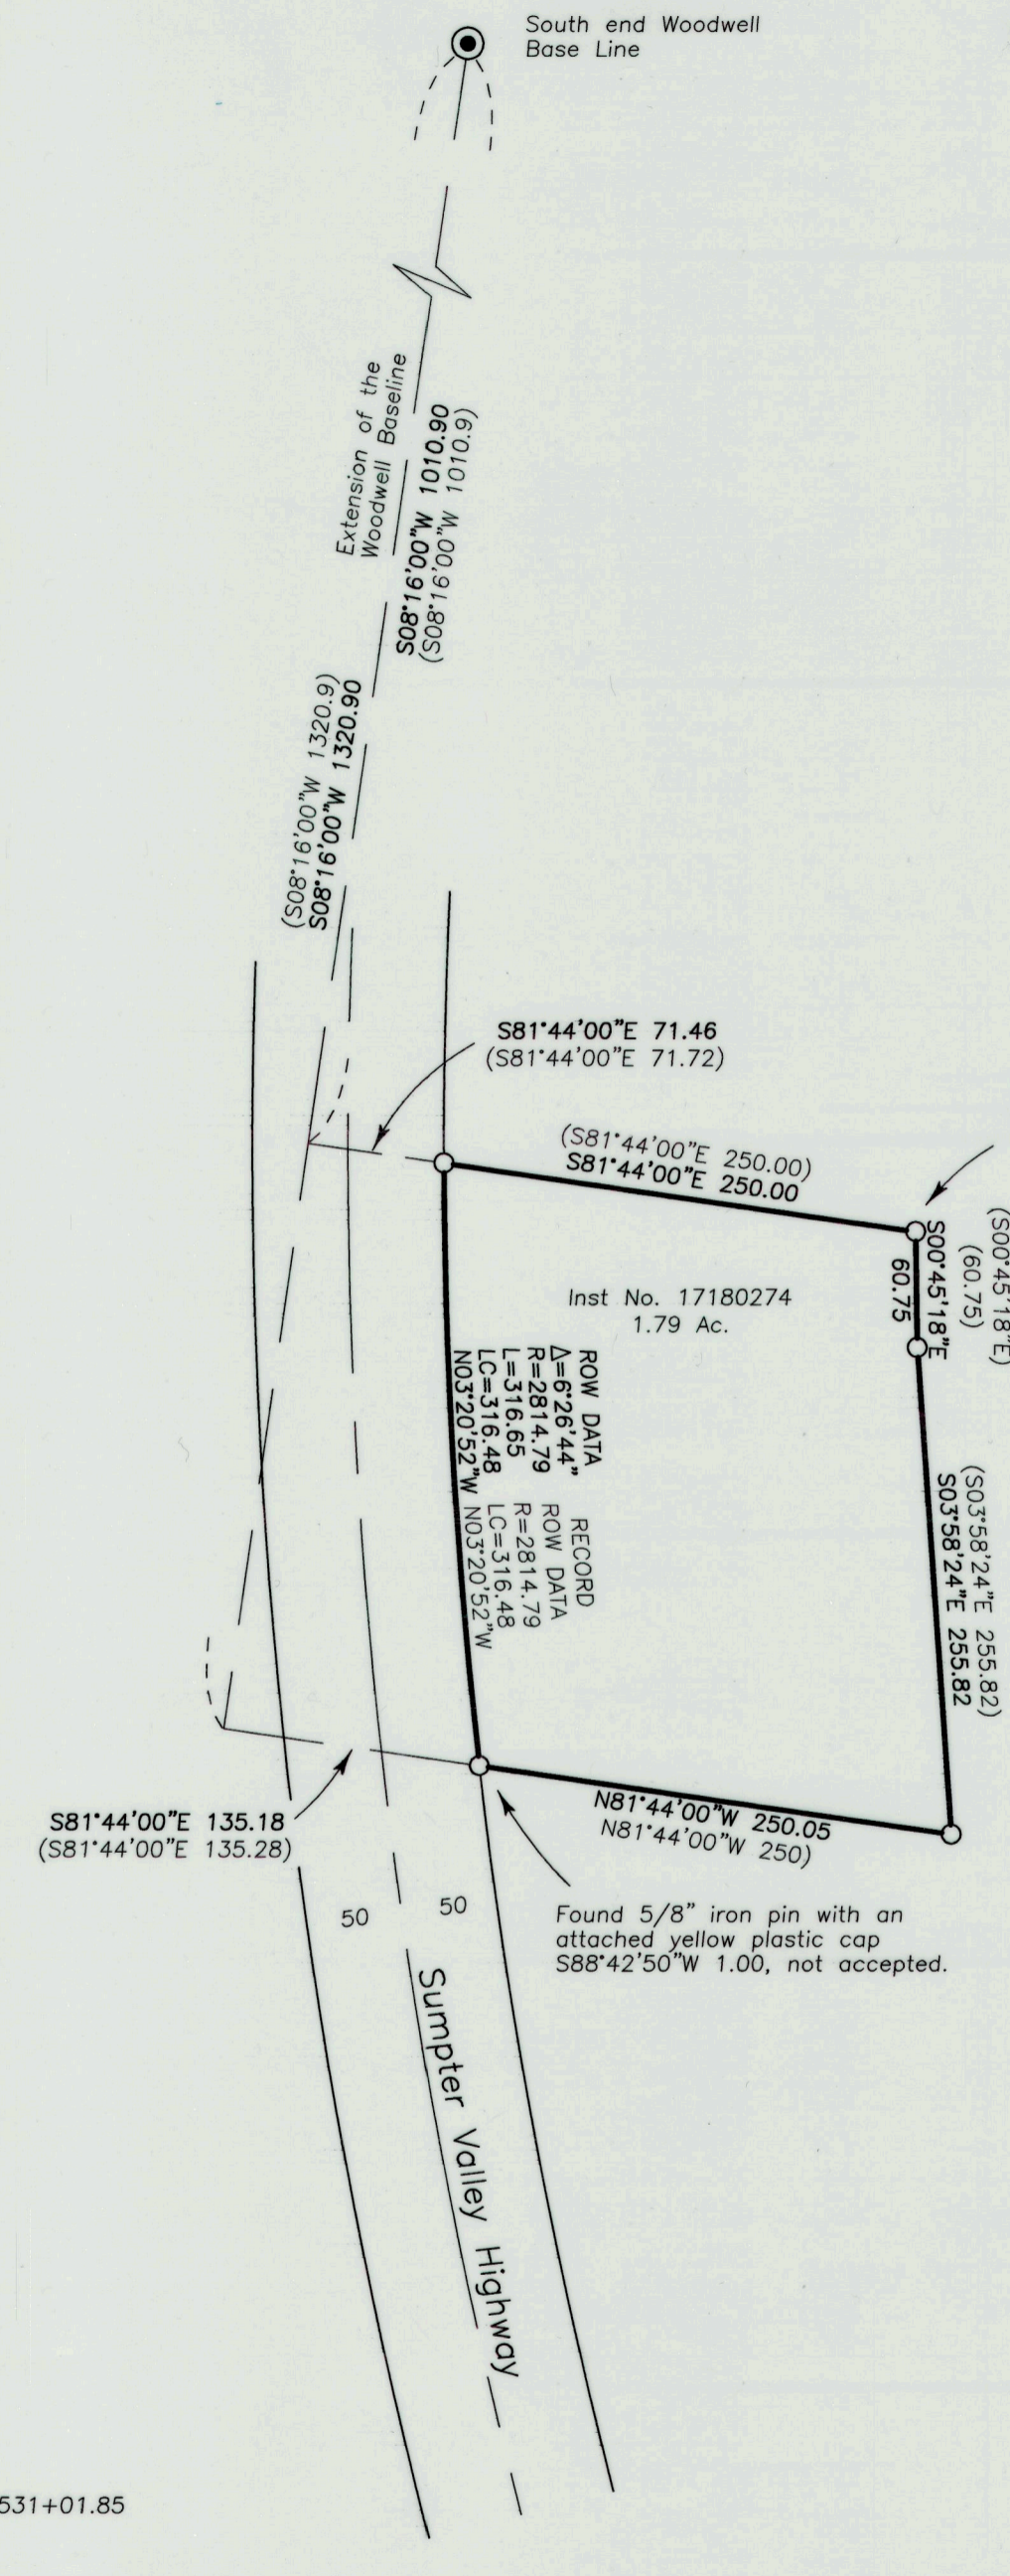 South end Woodwell
Base Line
Extension of the
Woodwell Baseline
S08°16'00"W 1010.90
(S08°16'00"W 1010.9)
(S08°16'00"W 1320.9)
S08°16'00"W 1320.90
S81°44'00"E 71.46
(S81°44'00"E 71.72)
(S81°44'00"E 250.00)
S81°44'00"E 250.00
S00°45'18"E
60.75
(S00°45'18"E)
(60.75)
Inst No. 17180274
1.79 Ac.
ROW DATA
Δ=6°26'44"
R=2814.79
L=316.65
LC=316.48
N03°20'52"W
RECORD
ROW DATA
R=2814.79
LC=316.48
N03°20'52"W
(S03°58'24"E 255.82)
S03°58'24"E 255.82
N81°44'00"W 250.05
N81°44'00"W 250)
S81°44'00"E 135.18
(S81°44'00"E 135.28)
50
50
Found 5/8" iron pin with an
attached yellow plastic cap
S88°42'50"W 1.00, not accepted.
Sumpter Valley Highway
531+01.85